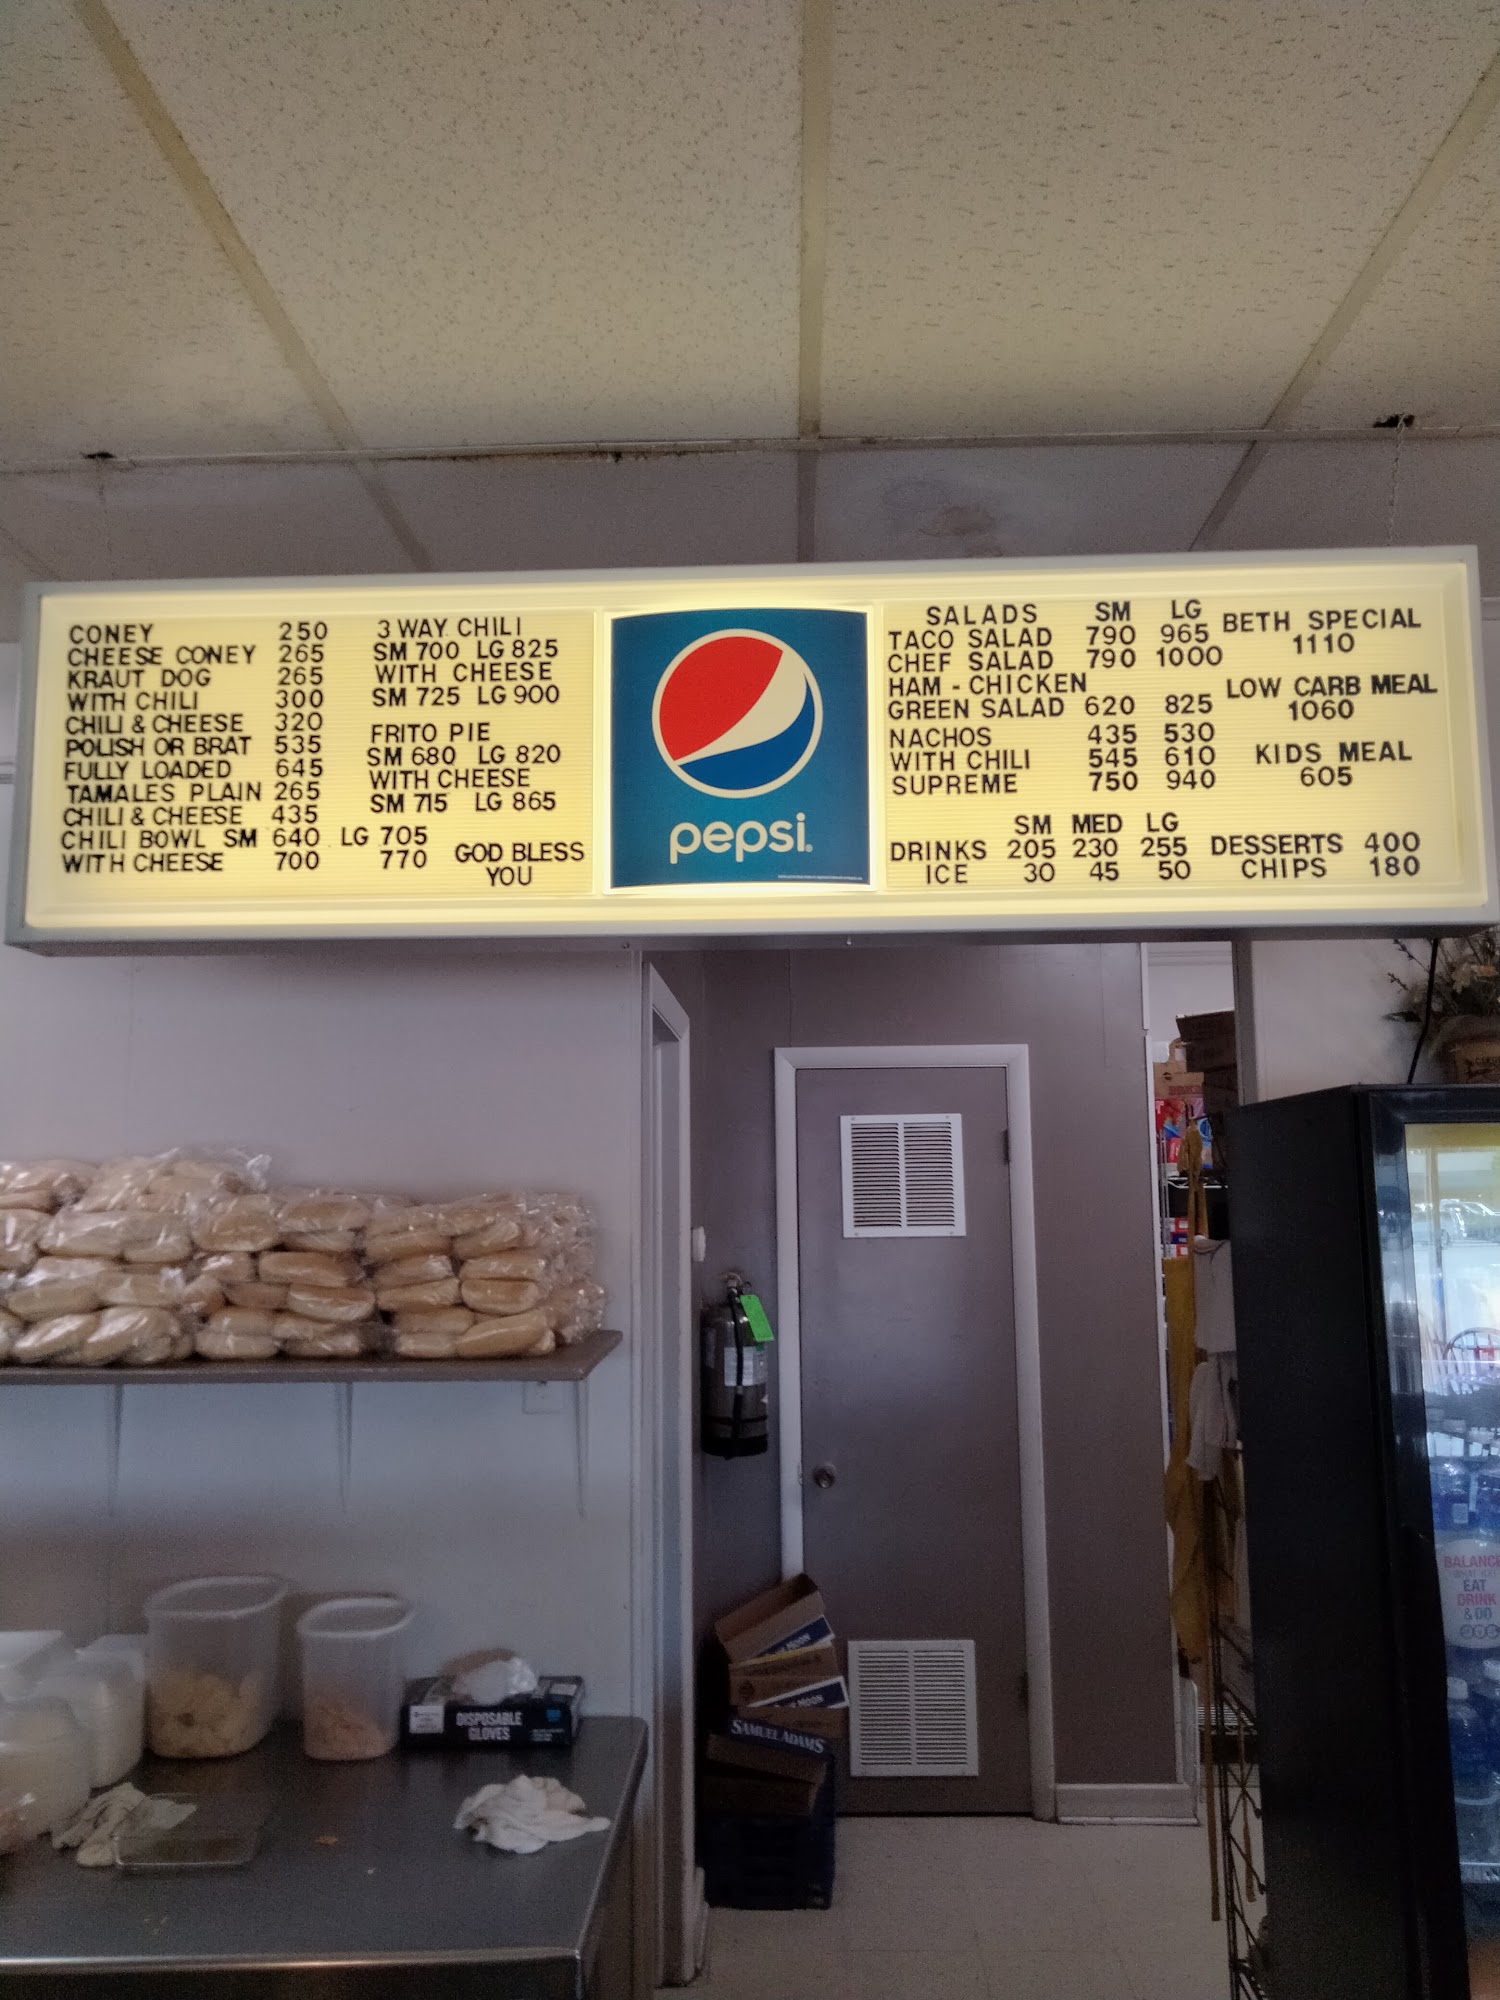 CONEY 250
CHEESE CONEY 265
KRAUT DOG 265
WITH CHILI 300
CHILI & CHEESE 320
POLISH OR BRAT 535
FULLY LOADED 645
TAMALES PLAIN 265
CHILI & CHEESE 435
CHILI BOWL SM 640 LG 705
WITH CHEESE 700 770
3 WAY CHILI
SM 700 LG 825
WITH CHEESE
SM 725 LG 900
FRITO PIE
SM 680 LG 820
WITH CHEESE
SM 715 LG 865
GOD BLESS
YOU
pepsi.
SALADS SM LG
TACO SALAD 790 965
CHEF SALAD 790 1000
HAM - CHICKEN
GREEN SALAD 620 825
NACHOS 435 530
WITH CHILI 545 610
SUPREME 750 940
SM MED LG
DRINKS 205 230 255
ICE 30 45 50
BETH SPECIAL
1110
LOW CARB MEAL
1060
KIDS MEAL
605
DESSERTS 400
CHIPS 180
DISPOSABLE
GLOVES
MOON
MOON
SAMUEL ADAMS
BALANC
EAT
DRINK
& DO